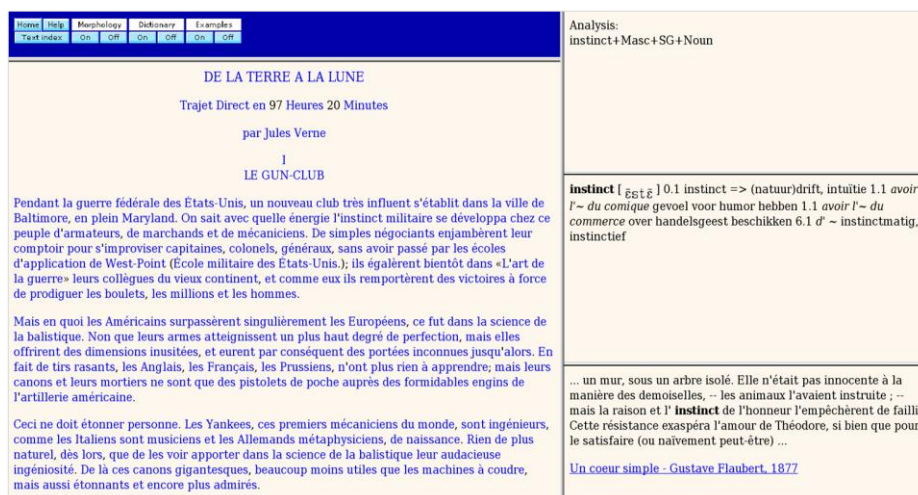 Home Help Morphology Dictionary Examples
Text index On Off On Off On Off
DE LA TERRE A LA LUNE
Trajet Direct en 97 Heures 20 Minutes
par Jules Verne
I
LE GUN-CLUB
Pendant la guerre fédérale des États-Unis, un nouveau club très influent s'établit dans la ville de
Baltimore, en plein Maryland. On sait avec quelle énergie l'instinct militaire se développa chez ce
peuple d'armateurs, de marchands et de mécaniciens. De simples négociants enjambèrent leur
comptoir pour s'improviser capitaines, colonels, généraux, sans avoir passé par les écoles
d'application de West-Point (École militaire des États-Unis.); ils égalèrent bientôt dans «L'art de
la guerre» leurs collègues du vieux continent, et comme eux ils remportèrent des victoires à force
de prodiguer les boulets, les millions et les hommes.
Mais en quoi les Américains surpassèrent singulièrement les Européens, ce fut dans la science de
la balistique. Non que leurs armes atteignissent un plus haut degré de perfection, mais elles
offrirent des dimensions inusitées, et eurent par conséquent des portées inconnues jusqu'alors. En
fait de tirs rasants, les Anglais, les Français, les Prussiens, n'ont plus rien à apprendre; mais leurs
canons et leurs mortiers ne sont que des pistolets de poche auprès des formidables engins de
l'artillerie américaine.
Ceci ne doit étonner personne. Les Yankees, ces premiers mécaniciens du monde, sont ingénieurs,
comme les Italiens sont musiciens et les Allemands métaphysiciens, de naissance. Rien de plus
naturel, dès lors, que de les voir apporter dans la science de la balistique leur audacieuse
ingéniosité. De là ces canons gigantesques, beaucoup moins utiles que les machines à coudre,
mais aussi étonnants et encore plus admirés.
Analysis:
instinct+Masc+SG+Noun
instinct [ ɛ̃stɛ̃ ] 0.1 instinct => (natuur)drift, intuïtie 1.1 avoir
l'~ du comique gevoel voor humor hebben 1.1 avoir l'~ du
commerce over handelsgeest beschikken 6.1 d' ~ instinctmatig,
instinctief
... un mur, sous un arbre isolé. Elle n'était pas innocente à la
manière des demoiselles, -- les animaux l'avaient instruite ; --
mais la raison et l' instinct de l'honneur l'empêchèrent de failli
Cette résistance exaspéra l'amour de Théodore, si bien que pour
le satisfaire (ou naïvement peut-être) ...
Un coeur simple - Gustave Flaubert, 1877